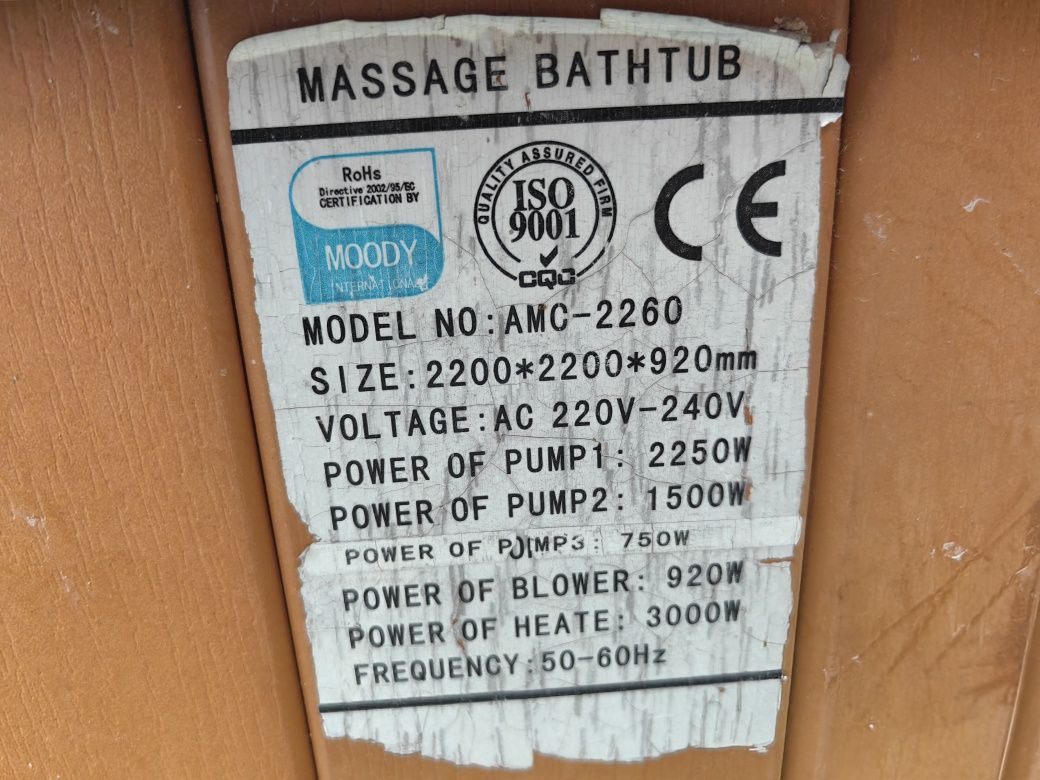 MASSAGE BATHTUB
RoHs
Directive 2002/95/EC
CERTIFICATION BY
MOODY
INTERNATIONAL
QUALITY ASSURED FIRM
ISO
9001
CQC
CE
MODEL NO:AMC-2260
SIZE:2200*2200*920mm
VOLTAGE:AC 220V-240V
POWER OF PUMP1: 2250W
POWER OF PUMP2: 1500W
POWER OF PUMP3: 750W
POWER OF BLOWER: 920W
POWER OF HEATE: 3000W
FREQUENCY:50-60Hz